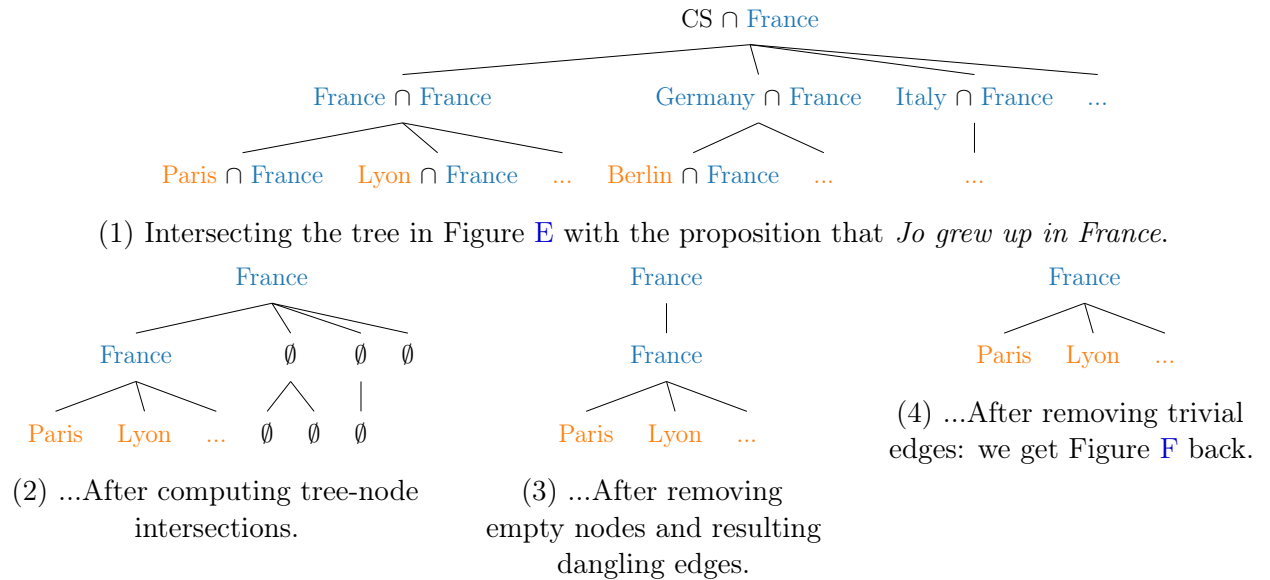 CS ∩ France
France ∩ France Germany ∩ France Italy ∩ France ...
Paris ∩ France Lyon ∩ France ... Berlin ∩ France ... ...
(1) Intersecting the tree in Figure E with the proposition that Jo grew up in France.
France
France ∅ ∅ ∅
Paris Lyon ... ∅ ∅ ∅
(2) ...After computing tree-node
intersections.
France
France
Paris Lyon ...
(3) ...After removing
empty nodes and resulting
dangling edges.
France
Paris Lyon ...
(4) ...After removing trivial
edges: we get Figure F back.